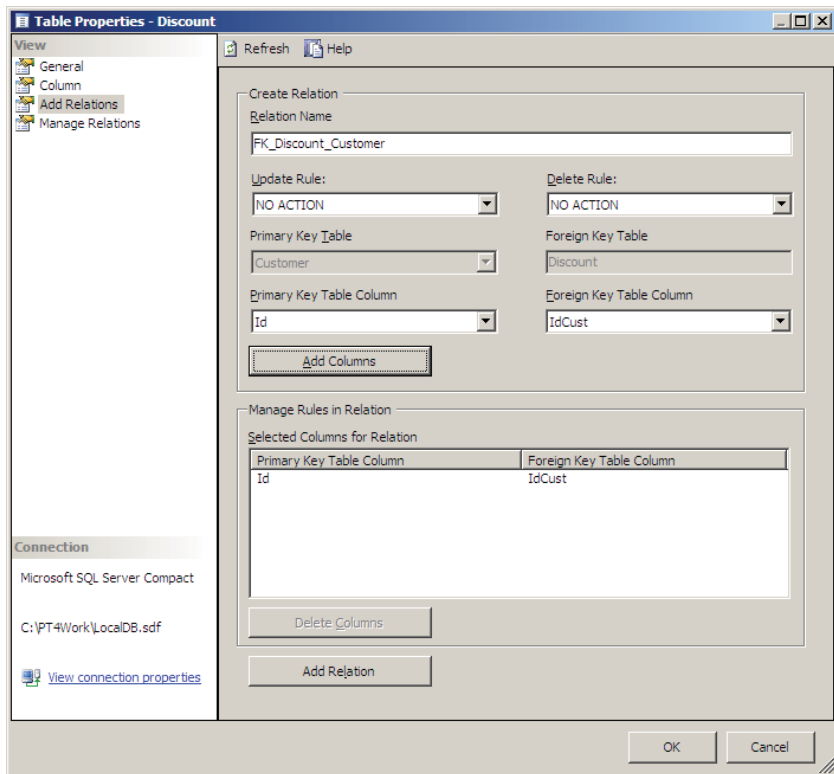 Table Properties - Discount
View
General
Column
Add Relations
Manage Relations
Refresh Help
Create Relation
Relation Name
FK_Discount_Customer
Update Rule: Delete Rule:
NO ACTION NO ACTION
Primary Key Table Foreign Key Table
Customer Discount
Primary Key Table Column Foreign Key Table Column
Id IdCust
Add Columns
Manage Rules in Relation
Selected Columns for Relation
Primary Key Table Column Foreign Key Table Column
Id IdCust
Delete Columns
Add Relation
Connection
Microsoft SQL Server Compact
C:\PT4Work\LocalDB.sdf
View connection properties
OK Cancel